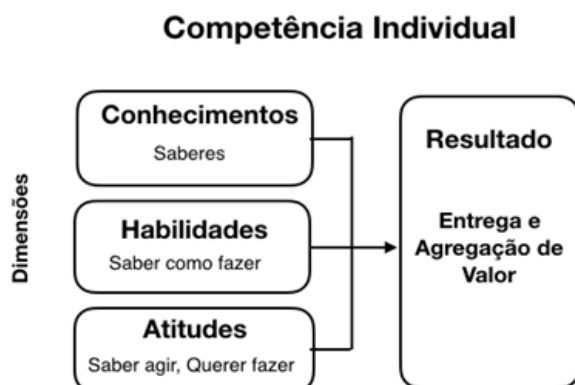 Competência Individual
Dimensões
Conhecimentos
Saberes
Habilidades
Saber como fazer
Atitudes
Saber agir, Querer fazer
Resultado
Entrega e
Agregação de
Valor